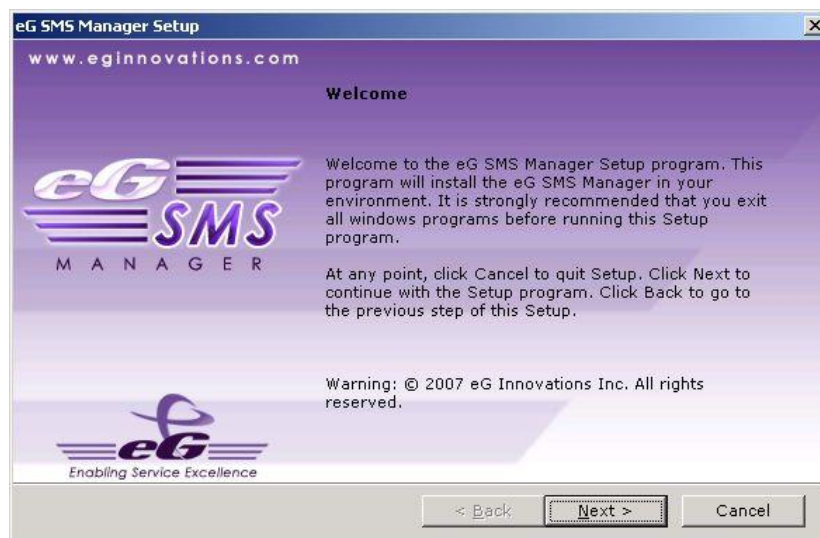 eG SMS Manager Setup
www.eginnovations.com
Welcome
Welcome to the eG SMS Manager Setup program. This
program will install the eG SMS Manager in your
environment. It is strongly recommended that you exit
all windows programs before running this Setup
program.
At any point, click Cancel to quit Setup. Click Next to
continue with the Setup program. Click Back to go to
the previous step of this Setup.
Warning: © 2007 eG Innovations Inc. All rights
reserved.
eG
SMS
MANAGER
eG
Enabling Service Excellence
< Back
Next >
Cancel